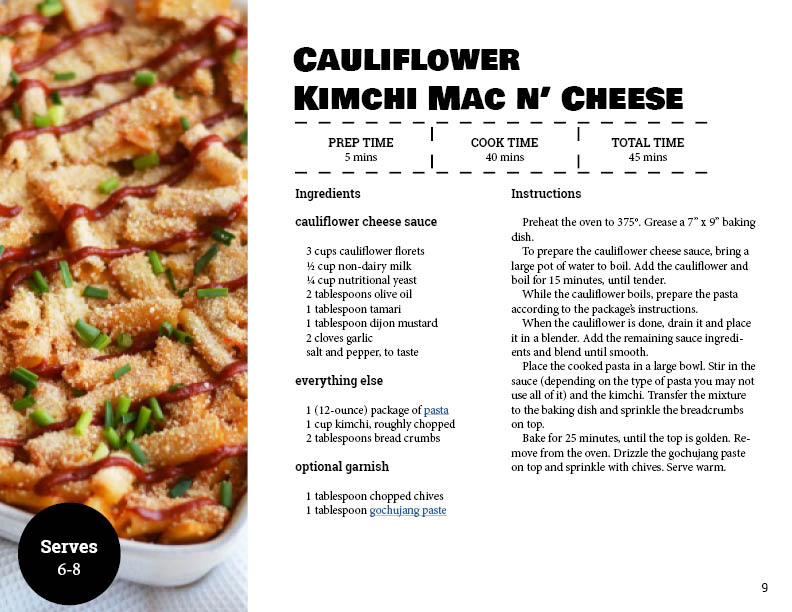 Cauliflower
Kimchi Mac n’ Cheese
PREP TIME
5 mins
COOK TIME
40 mins
TOTAL TIME
45 mins
Ingredients
cauliflower cheese sauce
3 cups cauliflower florets
½ cup non-dairy milk
¼ cup nutritional yeast
2 tablespoons olive oil
1 tablespoon tamari
1 tablespoon dijon mustard
2 cloves garlic
salt and pepper, to taste
everything else
1 (12-ounce) package of pasta
1 cup kimchi, roughly chopped
2 tablespoons bread crumbs
optional garnish
1 tablespoon chopped chives
1 tablespoon gochujang paste
Instructions
Preheat the oven to 375°. Grease a 7” x 9” baking
dish.
To prepare the cauliflower cheese sauce, bring a
large pot of water to boil. Add the cauliflower and
boil for 15 minutes, until tender.
While the cauliflower boils, prepare the pasta
according to the package’s instructions.
When the cauliflower is done, drain it and place
it in a blender. Add the remaining sauce ingredi-
ents and blend until smooth.
Place the cooked pasta in a large bowl. Stir in the
sauce (depending on the type of pasta you may not
use all of it) and the kimchi. Transfer the mixture
to the baking dish and sprinkle the breadcrumbs
on top.
Bake for 25 minutes, until the top is golden. Re-
move from the oven. Drizzle the gochujang paste
on top and sprinkle with chives. Serve warm.
Serves
6-8
9